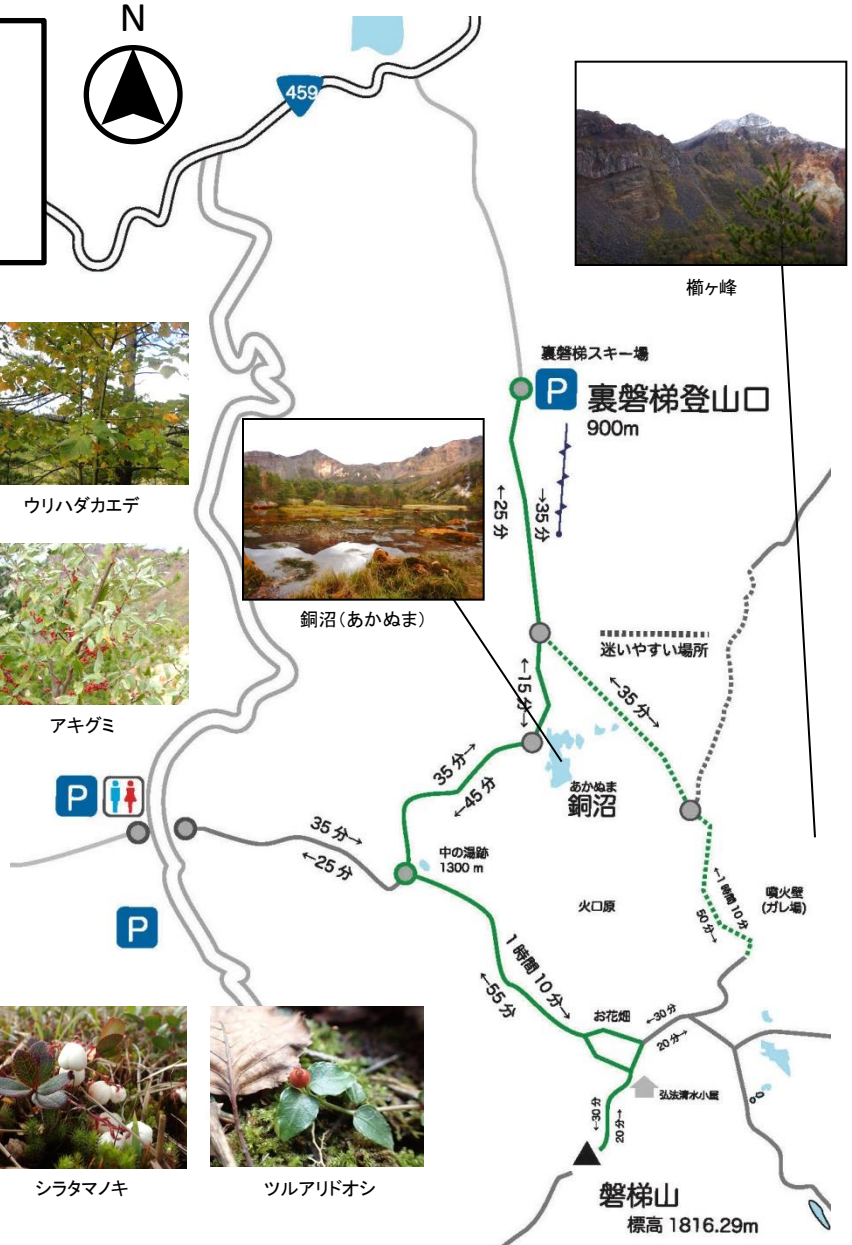 N
459
櫛ヶ峰
裏磐梯スキー場
P
裏磐梯登山口
900m
ウリハダカエデ
←25分
→35分
銅沼(あかぬま)
迷いやすい場所
←15分→
←35分→
アキグミ
35分→
←45分
あかぬま
銅沼
P
35分→
←25分
中の湯跡
1300 m
←1時間10分
50分→
噴火壁
(ガレ場)
火口原
P
1時間10分→
←55分
お花畑
←30分
20分→
弘法清水小屋
←30分
20分→
シラタマノキ
ツルアリドオシ
磐梯山
標高 1816.29m